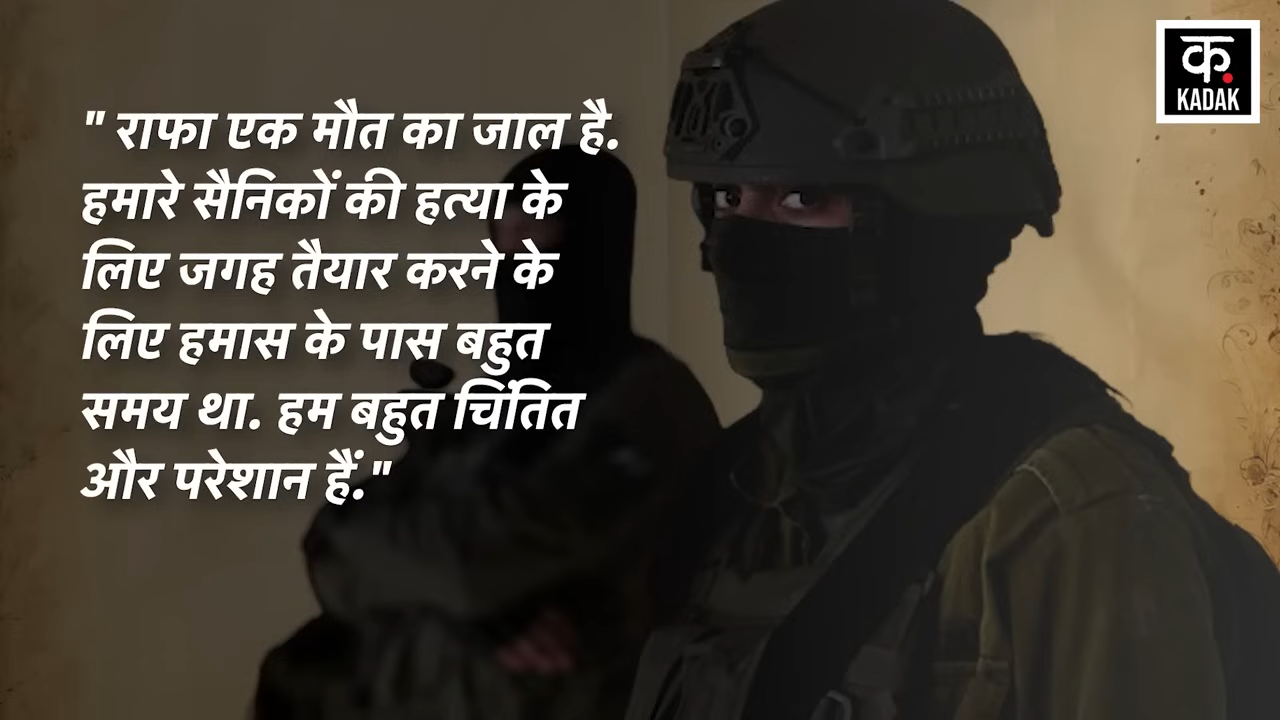 " राफा एक मौत का जाल है.
हमारे सैनिकों की हत्या के
लिए जगह तैयार करने के
लिए हमास के पास बहुत
समय था. हम बहुत चिंतित
और परेशान हैं."
क.
KADAK